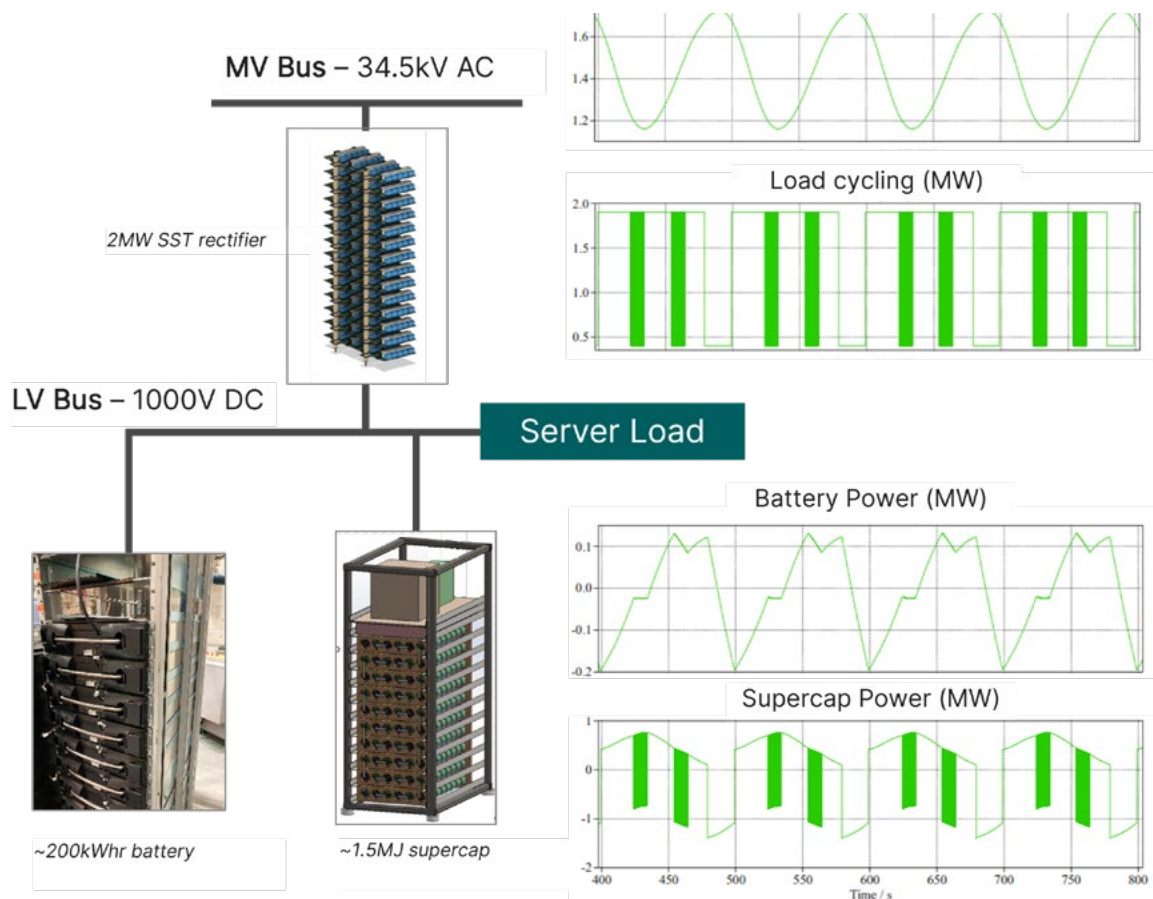 MV Bus – 34.5kV AC
2MW SST rectifier
LV Bus – 1000V DC
Server Load
~200kWhr battery
~1.5MJ supercap
1.6
1.4
1.2
Load cycling (MW)
2.0
1.5
1.0
0.5
Battery Power (MW)
0.1
0.0
-0.1
-0.2
Supercap Power (MW)
1
0
-1
-2
400 450 500 550 600 650 700 750 800
Time / s